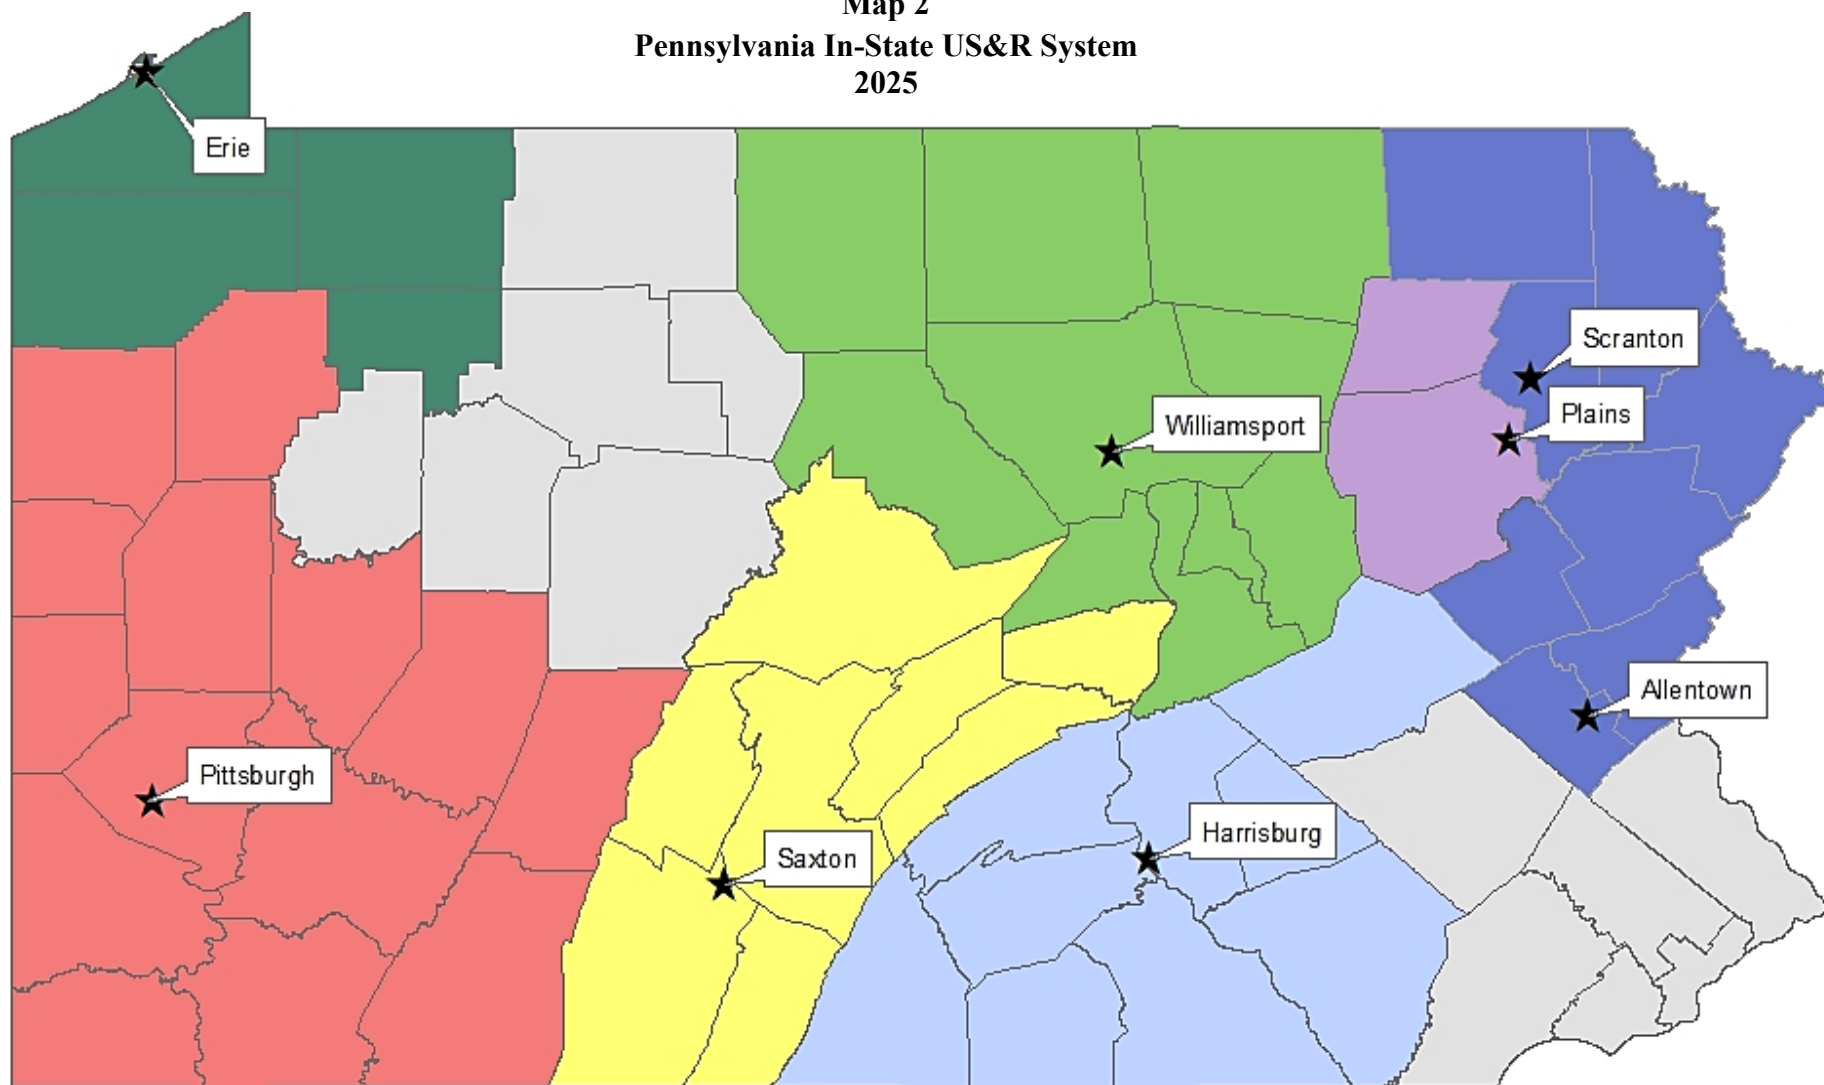 Map 2
Pennsylvania In-State US&R System
2025
Erie
Scranton
Plains
Williamsport
Allentown
Pittsburgh
Harrisburg
Saxton